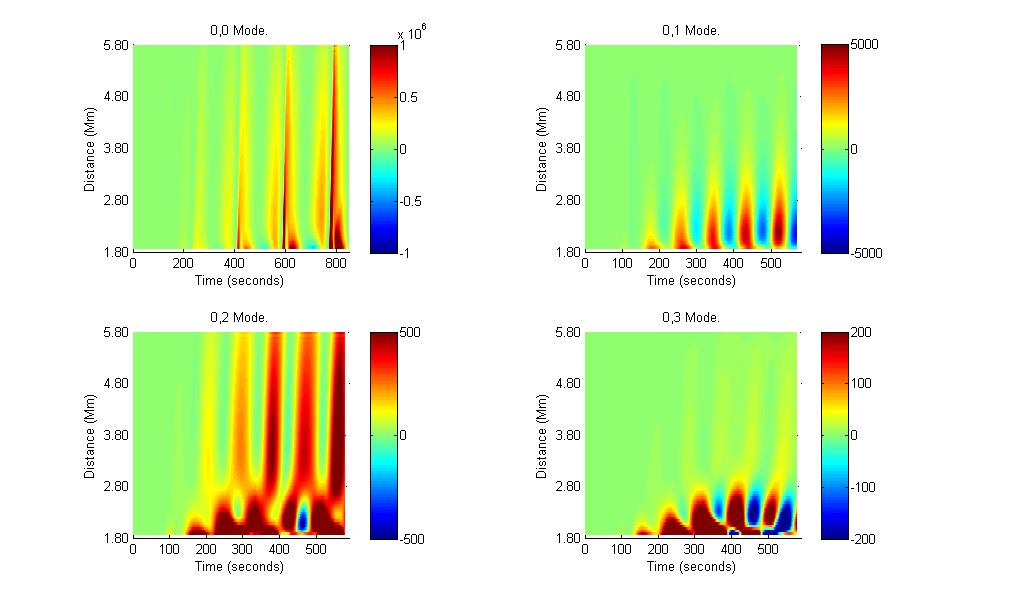 0,0 Mode.
x 10^6
5.80
4.80
3.80
2.80
1.80
Distance (Mm)
0 200 400 600 800
Time (seconds)
1
0.5
0
-0.5
-1
0,1 Mode.
5.80
4.80
3.80
2.80
1.80
Distance (Mm)
0 100 200 300 400 500
Time (seconds)
5000
0
-5000
0,2 Mode.
5.80
4.80
3.80
2.80
1.80
Distance (Mm)
0 100 200 300 400 500
Time (seconds)
500
0
-500
0,3 Mode.
5.80
4.80
3.80
2.80
1.80
Distance (Mm)
0 100 200 300 400 500
Time (seconds)
200
100
0
-100
-200